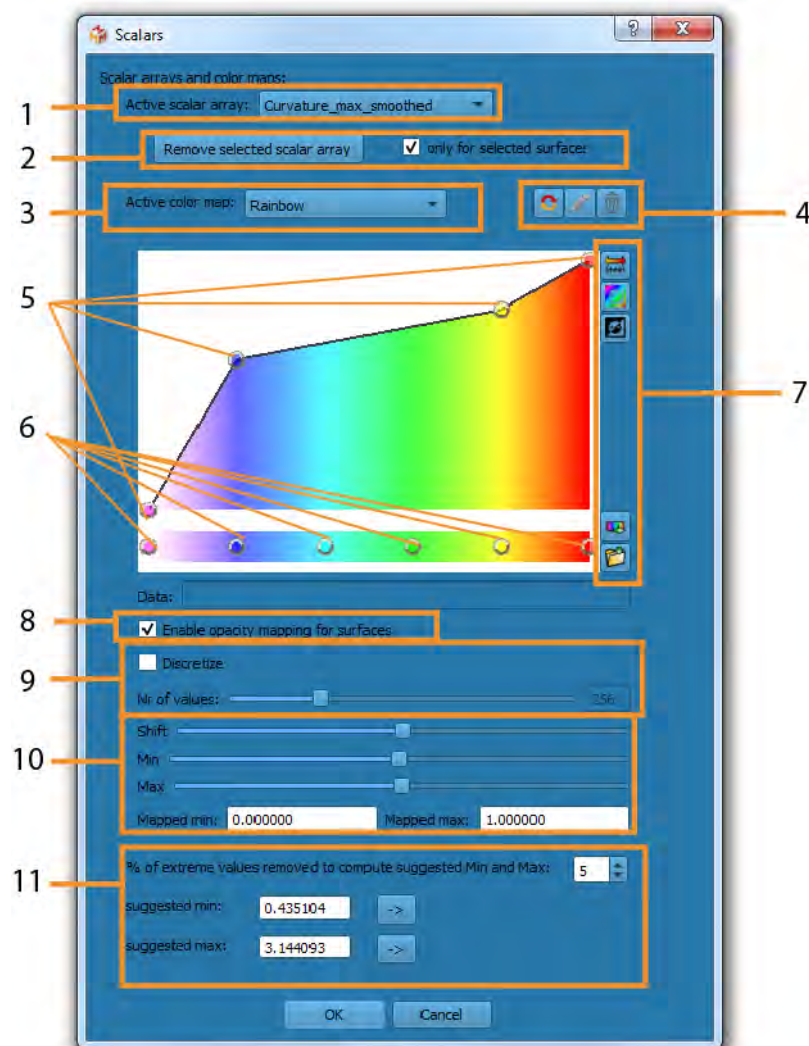 Scalars
?
X
Scalar arrays and color maps:
1
Active scalar array:
Curvature_max_smoothed
2
Remove selected scalar array
only for selected surfaces
3
Active color map:
Rainbow
4
5
6
7
Data:
8
Enable opacity mapping for surfaces
9
Discretize
Nr of values:
256
10
Shift
Min
Max
Mapped min:
0.000000
Mapped max:
1.000000
11
% of extreme values removed to compute suggested Min and Max:
5
suggested min:
0.435104
->
suggested max:
3.144093
->
OK
Cancel